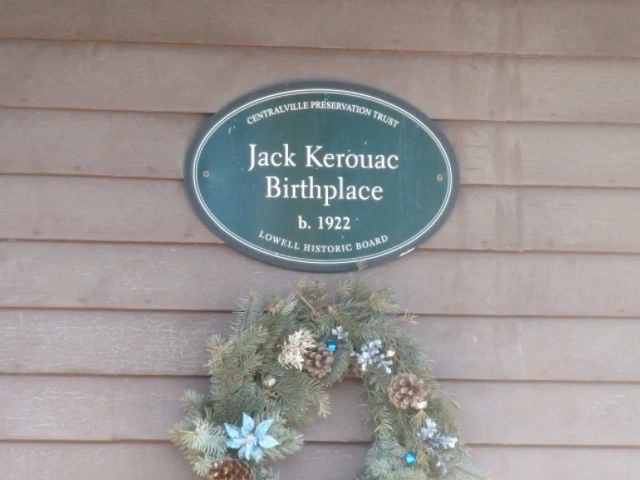 CENTRALVILLE PRESERVATION TRUST
Jack Kerouac
Birthplace
b. 1922
LOWELL HISTORIC BOARD